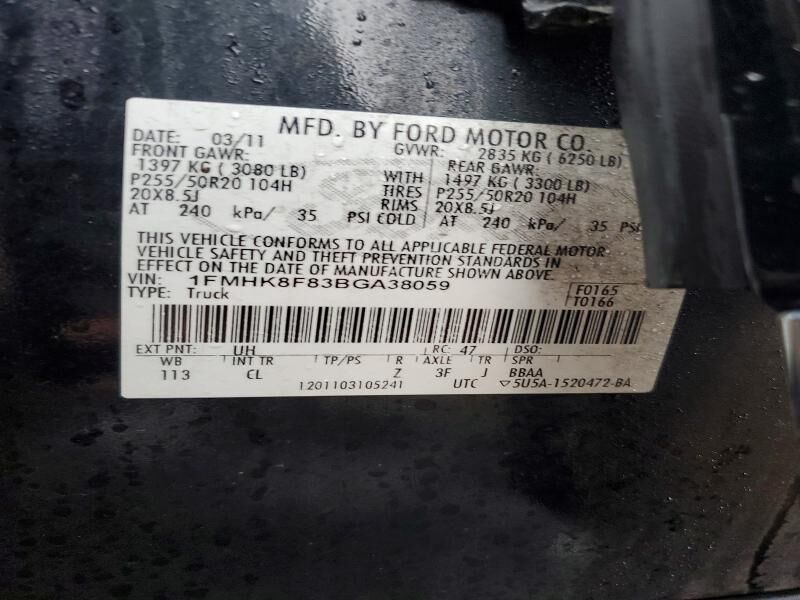 MFD. BY FORD MOTOR CO.
DATE: 03/11 GVWR: 2835 KG ( 6250 LB)
FRONT GAWR: REAR GAWR:
1397 KG ( 3080 LB) WITH 1497 KG ( 3300 LB)
P255/50R20 104H TIRES P255/50R20 104H
20X8.5J RIMS 20X8.5J
AT 240 kPa/ 35 PSI COLD AT 240 kPa/ 35 PSI
THIS VEHICLE CONFORMS TO ALL APPLICABLE FEDERAL MOTOR
VEHICLE SAFETY AND THEFT PREVENTION STANDARDS IN
EFFECT ON THE DATE OF MANUFACTURE SHOWN ABOVE.
VIN: 1FMHK8F83BGA38059 F0165
TYPE: Truck T0166
EXT PNT: UH RC: 47 DSO:
WB INT TR TP/PS R AXLE TR SPR
113 CL Z 3F J BBAA
1201103105241 UTC ▽5U5A-1520472-BA